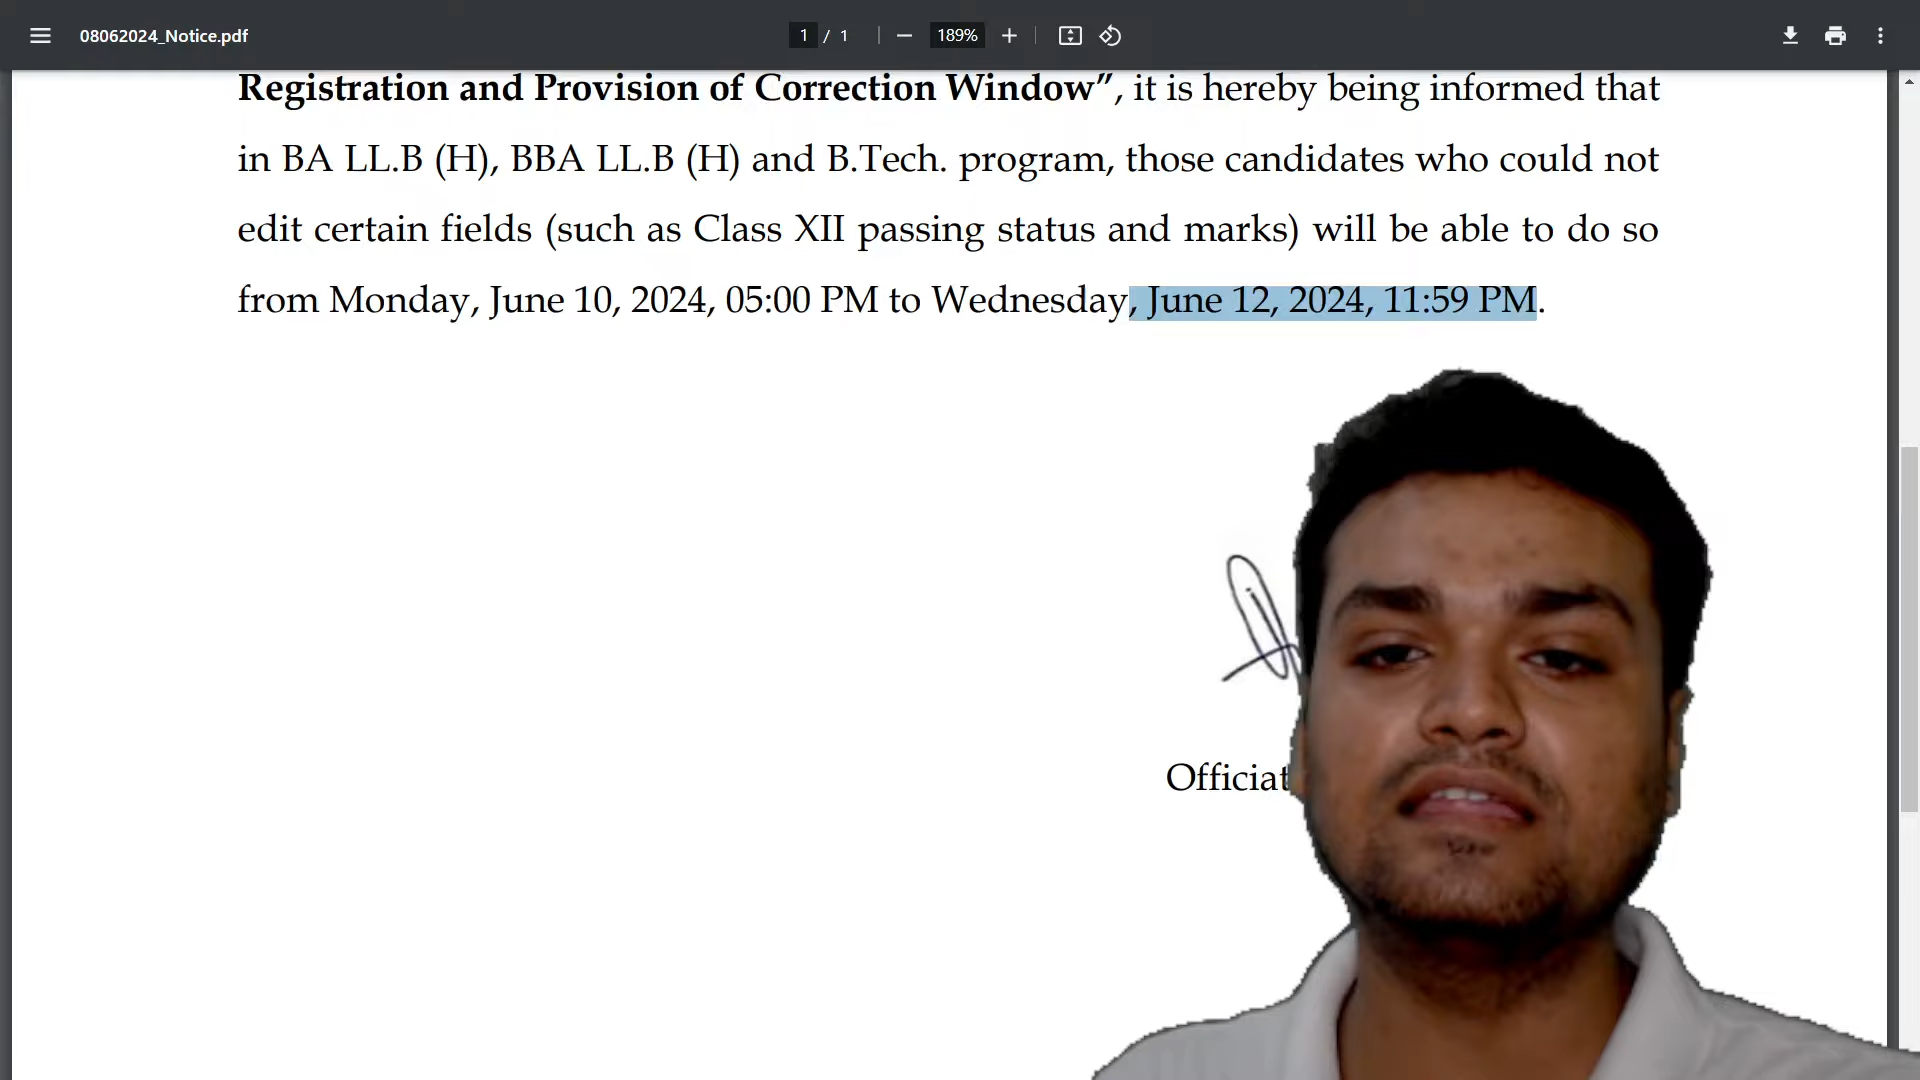 08062024_Notice.pdf
1 / 1
189%
Registration and Provision of Correction Window”, it is hereby being informed that
in BA LL.B (H), BBA LL.B (H) and B.Tech. program, those candidates who could not
edit certain fields (such as Class XII passing status and marks) will be able to do so
from Monday, June 10, 2024, 05:00 PM to Wednesday, June 12, 2024, 11:59 PM.